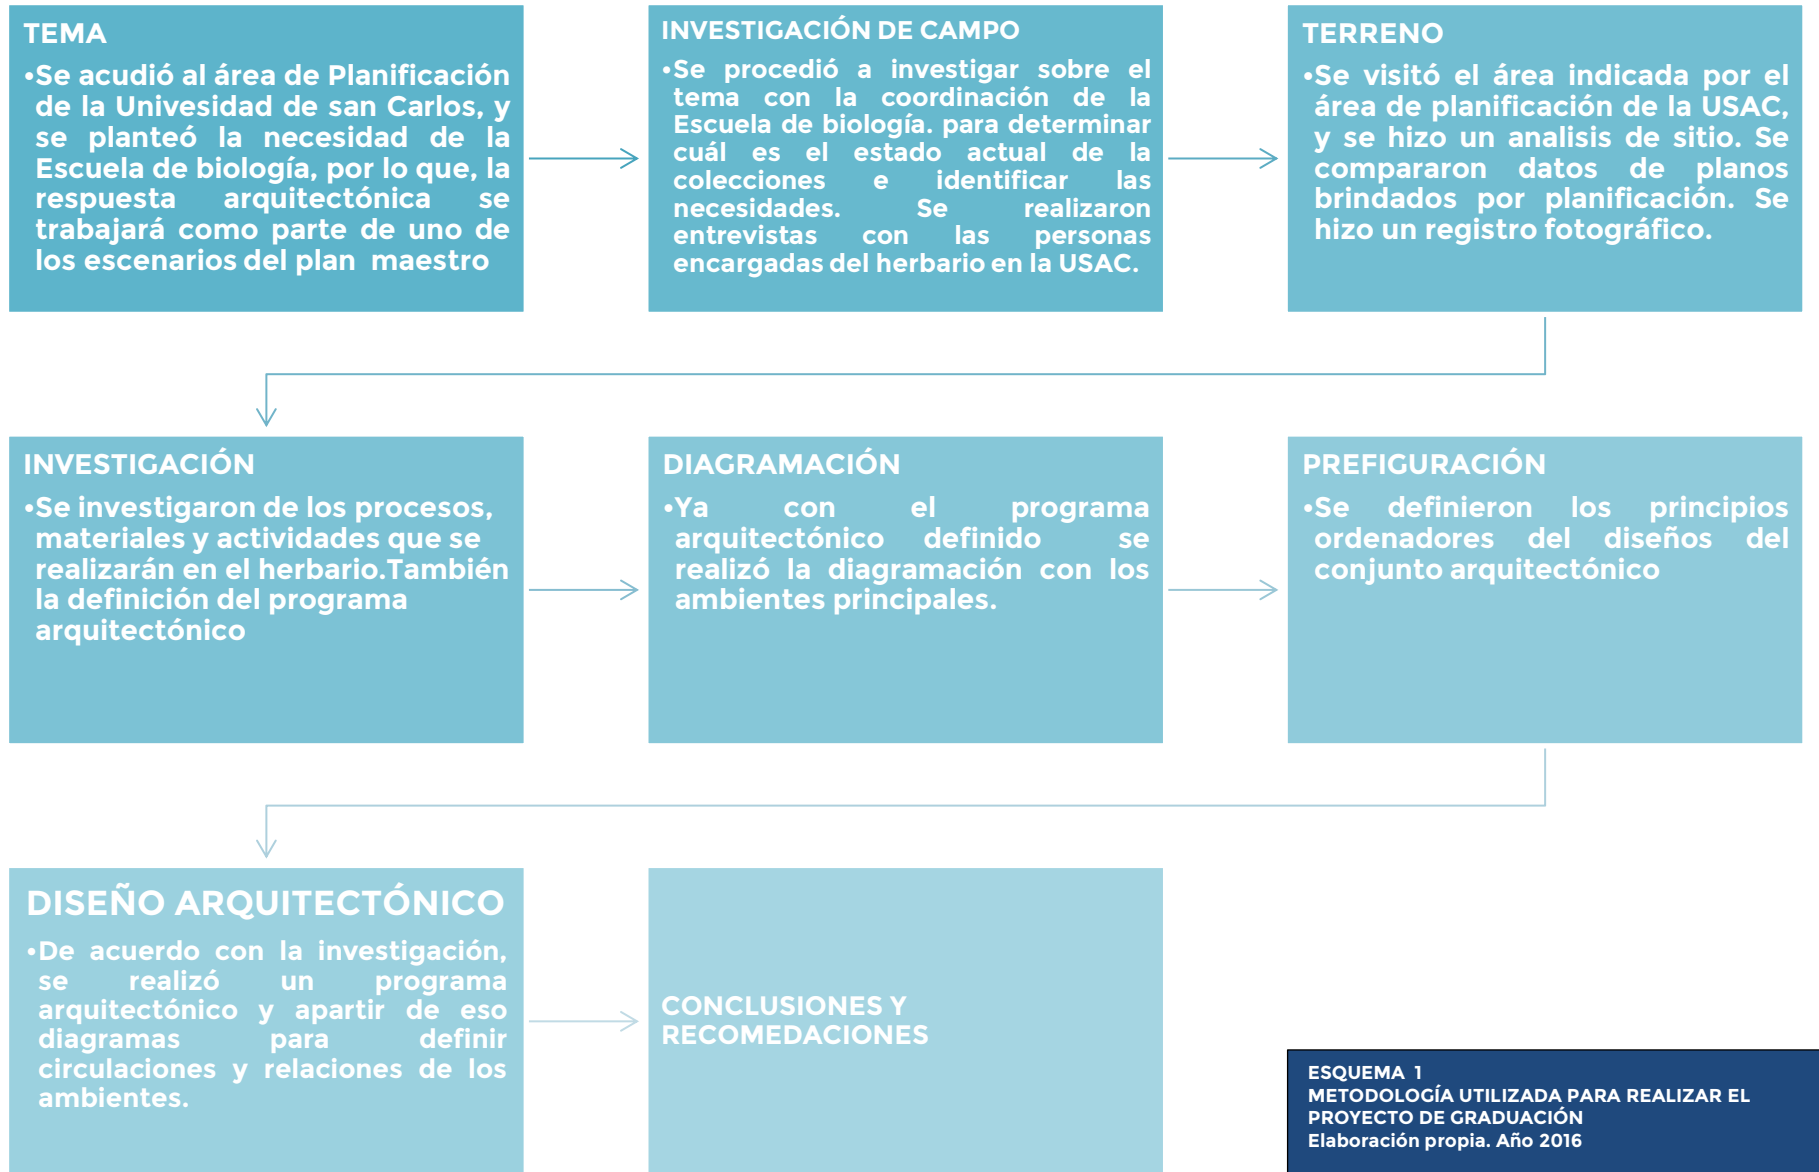 TEMA
•Se acudió al área de Planificación
de la Univesidad de san Carlos, y
se planteó la necesidad de la
Escuela de biología, por lo que, la
respuesta arquitectónica se
trabajará como parte de uno de
los escenarios del plan maestro
INVESTIGACIÓN DE CAMPO
•Se procedió a investigar sobre el
tema con la coordinación de la
Escuela de biología. para determinar
cuál es el estado actual de la
colecciones e identificar las
necesidades. Se realizaron
entrevistas con las personas
encargadas del herbario en la USAC.
TERRENO
•Se visitó el área indicada por el
área de planificación de la USAC,
y se hizo un analisis de sitio. Se
compararon datos de planos
brindados por planificación. Se
hizo un registro fotográfico.
INVESTIGACIÓN
•Se investigaron de los procesos,
materiales y actividades que se
realizarán en el herbario.También
la definición del programa
arquitectónico
DIAGRAMACIÓN
•Ya con el programa
arquitectónico definido se
realizó la diagramación con los
ambientes principales.
PREFIGURACIÓN
•Se definieron los principios
ordenadores del diseños del
conjunto arquitectónico
DISEÑO ARQUITECTÓNICO
•De acuerdo con la investigación,
se realizó un programa
arquitectónico y apartir de eso
diagramas para definir
circulaciones y relaciones de los
ambientes.
CONCLUSIONES Y
RECOMEDACIONES
ESQUEMA 1
METODOLOGÍA UTILIZADA PARA REALIZAR EL
PROYECTO DE GRADUACIÓN
Elaboración propia. Año 2016